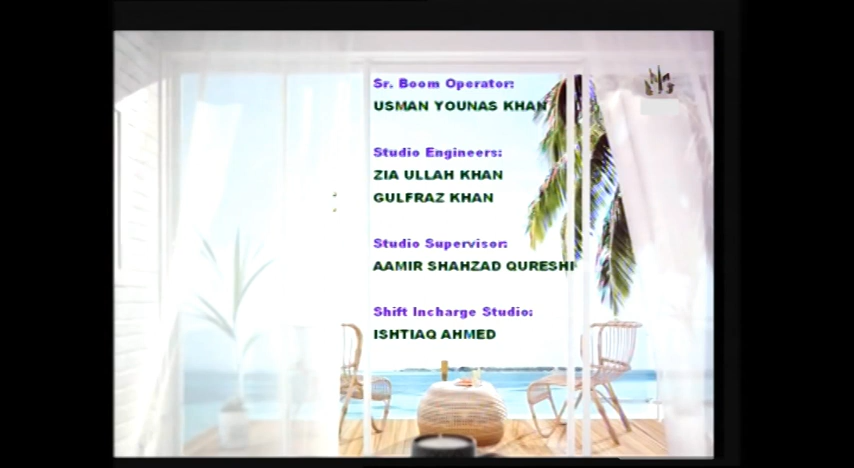 Sr. Boom Operator:
USMAN YOUNAS KHAN
Studio Engineers:
ZIA ULLAH KHAN
GULFRAZ KHAN
Studio Supervisor:
AAMIR SHAHZAD QURESHI
Shift Incharge Studio:
ISHTIAQ AHMED